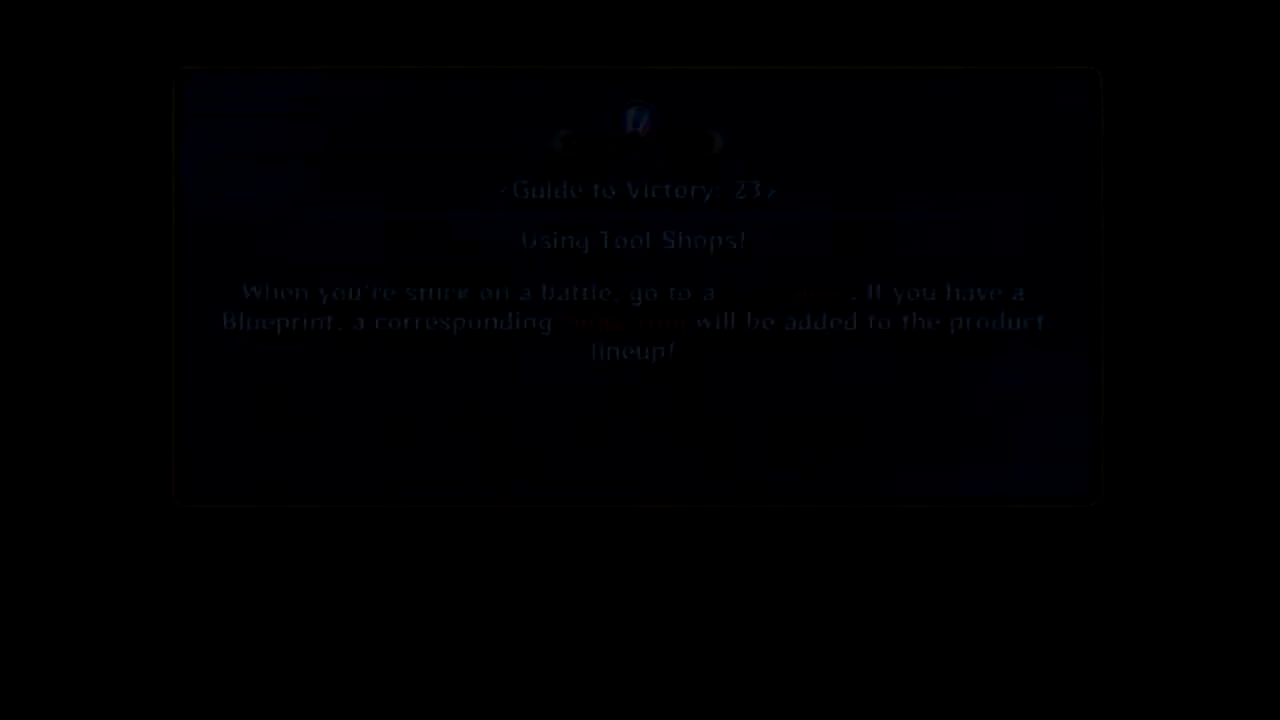 <Guide to Victory: 23>
Using Tool Shops!
When you're stuck on a battle, go to a . If you have a
Blueprint, a corresponding will be added to the product
lineup!